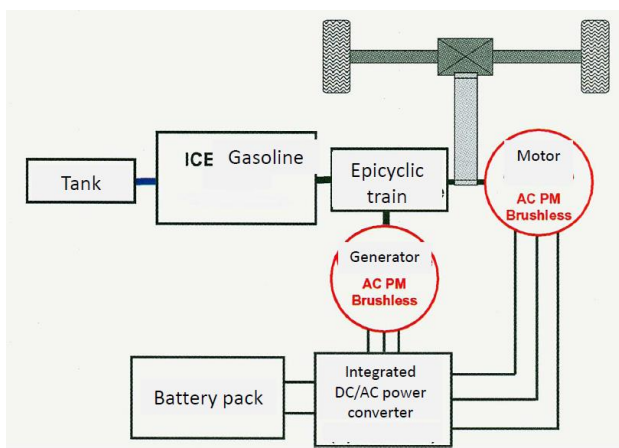 ICE Gasoline
Tank
Epicyclic
train
Motor
AC PM
Brushless
Generator
AC PM
Brushless
Battery pack
Integrated
DC/AC power
converter